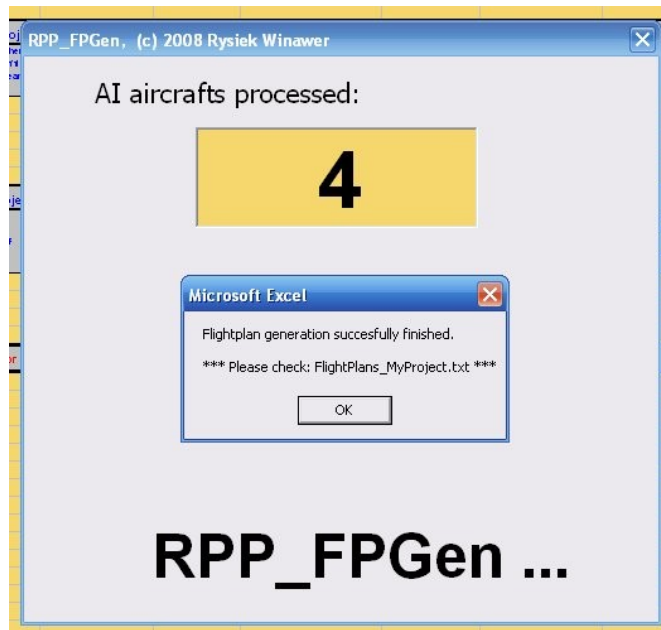 RPP_FPGen, (c) 2008 Rysiek Winawer
AI aircrafts processed:
4
Microsoft Excel
Flightplan generation succesfully finished.
*** Please check: FlightPlans_MyProject.txt ***
OK
RPP_FPGen ...